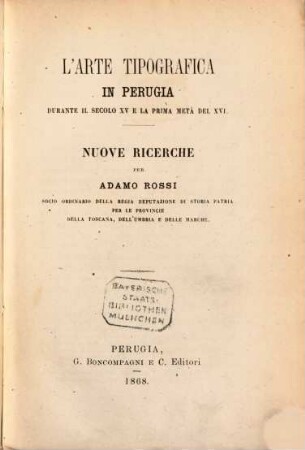 L'ARTE TIPOGRAFICA
IN PERUGIA
DURANTE IL SECOLO XV E LA PRIMA METÀ DEL XVI.
NUOVE RICERCHE
PER
ADAMO ROSSI
SOCIO ORDINARIO DELLA REGIA DEPUTAZIONE DI STORIA PATRIA
PER LE PROVINCIE
DELLA TOSCANA, DELL'UMBRIA E DELLE MARCHE.
BAYERISCHE
STAATS-
BIBLIOTHEK
MUENCHEN
PERUGIA,
G. BONCOMPAGNI E C. Editori
1868.